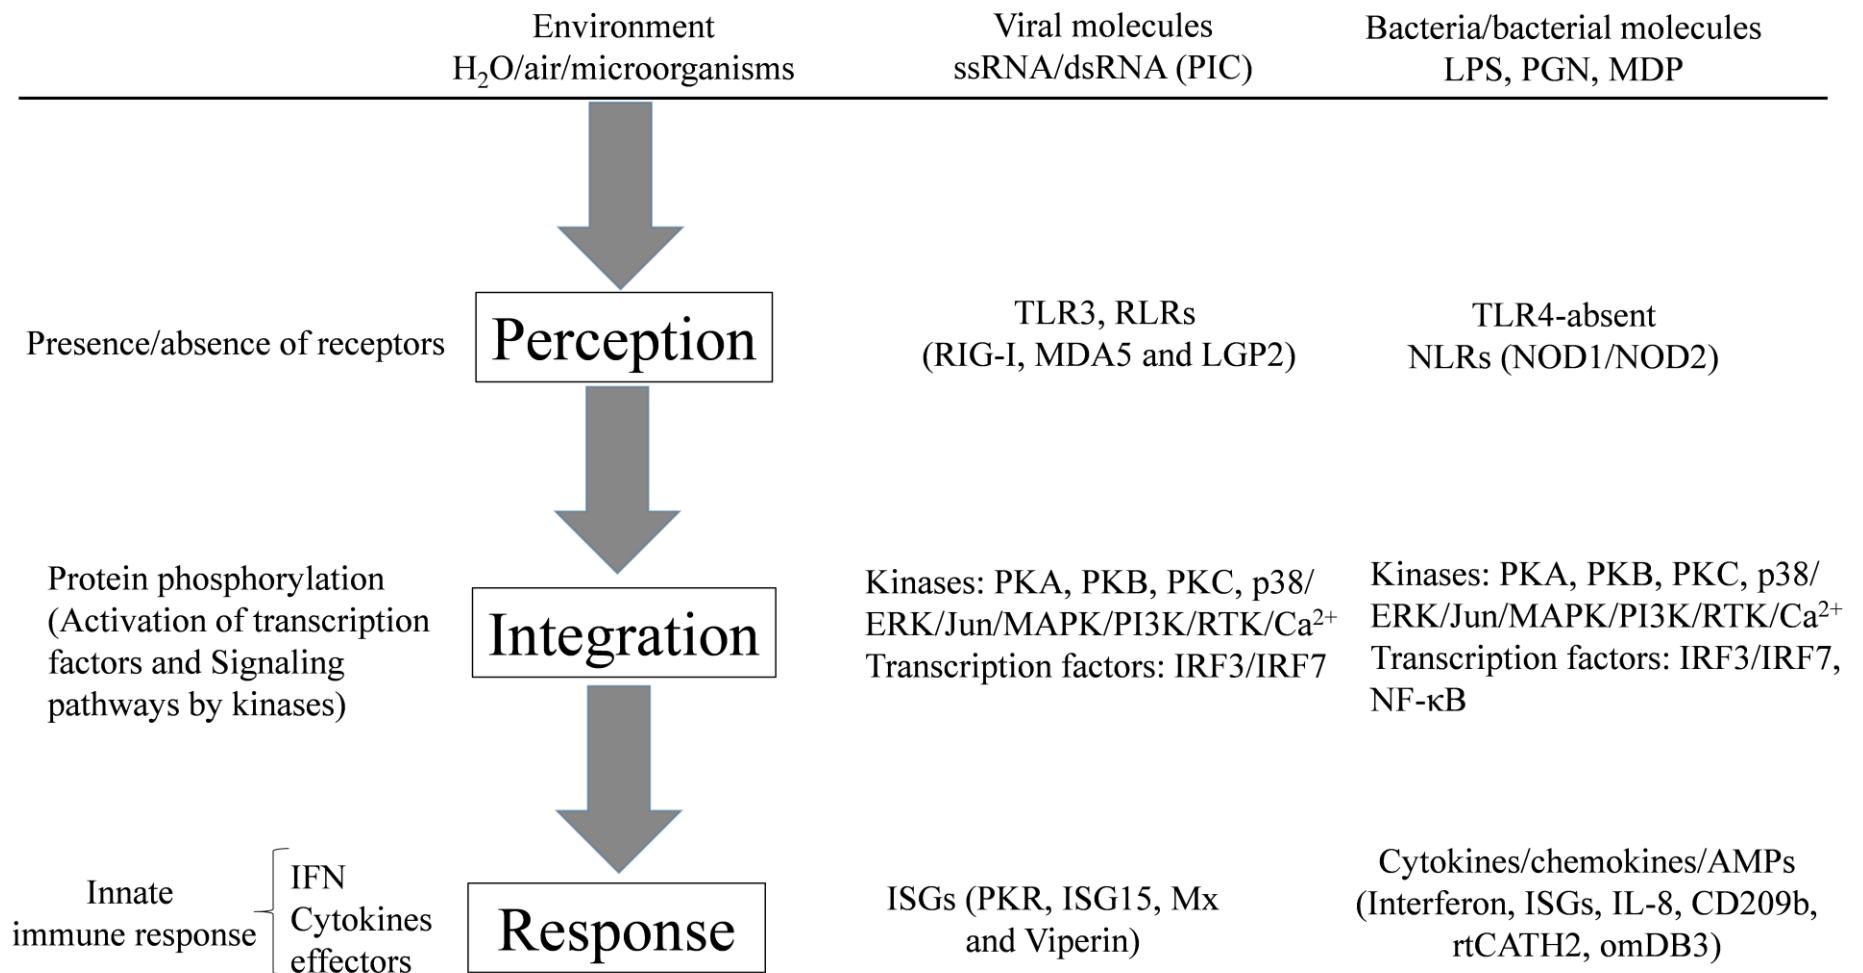 Environment
H₂O/air/microorganisms
Viral molecules
ssRNA/dsRNA (PIC)
Bacteria/bacterial molecules
LPS, PGN, MDP
Presence/absence of receptors
Perception
TLR3, RLRs
(RIG-I, MDA5 and LGP2)
TLR4-absent
NLRs (NOD1/NOD2)
Protein phosphorylation
(Activation of transcription
factors and Signaling
pathways by kinases)
Integration
Kinases: PKA, PKB, PKC, p38/
ERK/Jun/MAPK/PI3K/RTK/Ca²⁺
Transcription factors: IRF3/IRF7
Kinases: PKA, PKB, PKC, p38/
ERK/Jun/MAPK/PI3K/RTK/Ca²⁺
Transcription factors: IRF3/IRF7,
NF-κB
Innate
immune response
IFN
Cytokines
effectors
Response
ISGs (PKR, ISG15, Mx
and Viperin)
Cytokines/chemokines/AMPs
(Interferon, ISGs, IL-8, CD209b,
rtCATH2, omDB3)